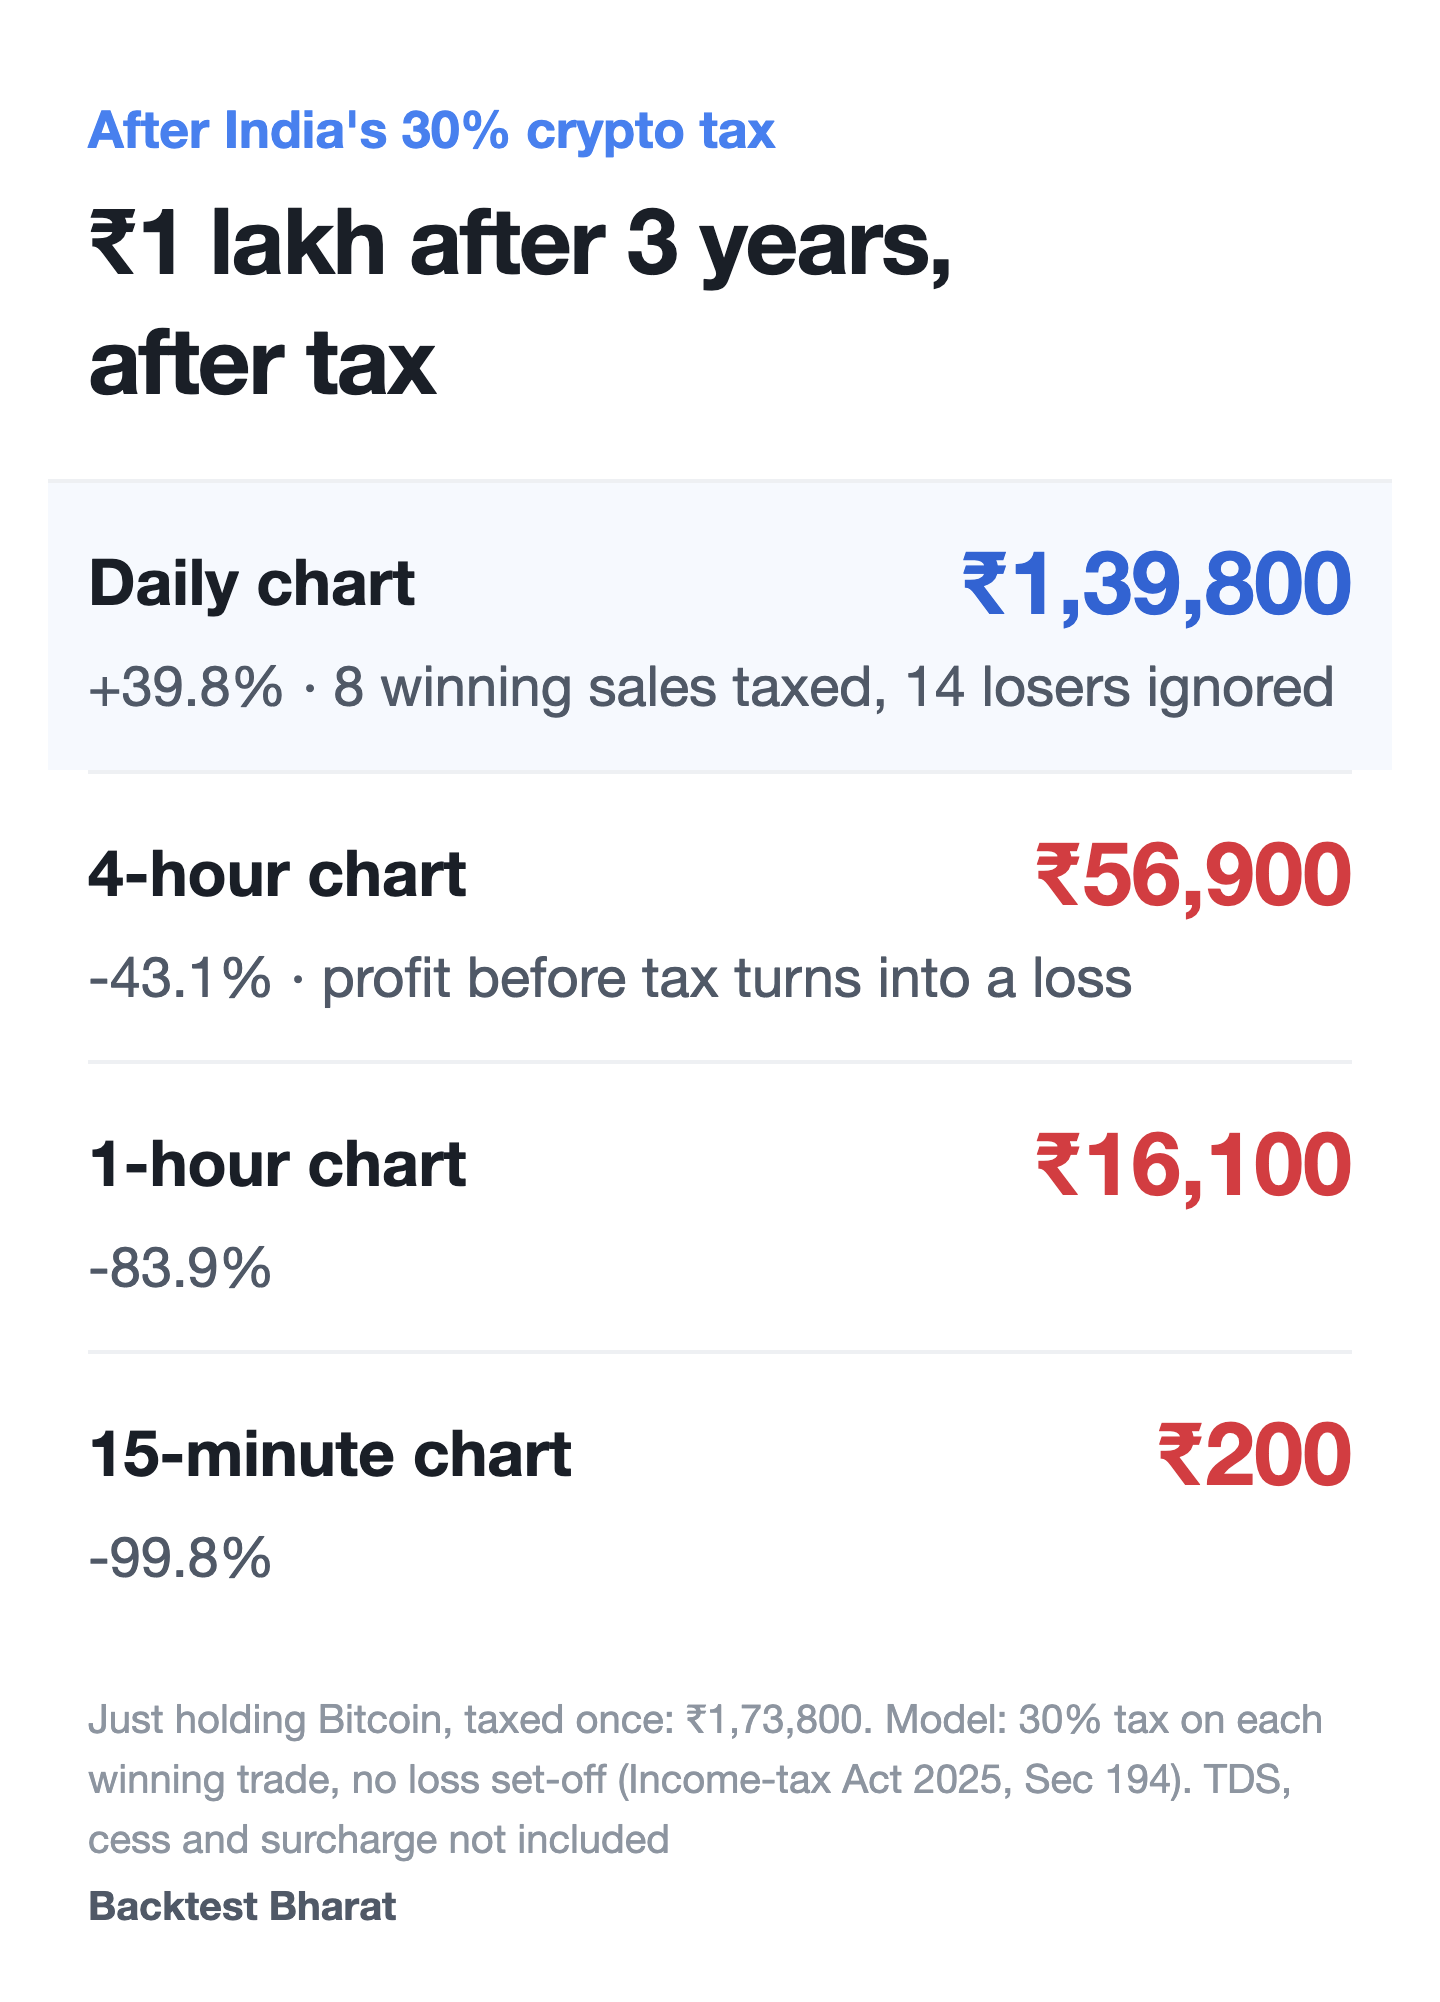 After India's 30% crypto tax
₹1 lakh after 3 years,
after tax
Daily chart ₹1,39,800
+39.8% · 8 winning sales taxed, 14 losers ignored
4-hour chart ₹56,900
-43.1% · profit before tax turns into a loss
1-hour chart ₹16,100
-83.9%
15-minute chart ₹200
-99.8%
Just holding Bitcoin, taxed once: ₹1,73,800. Model: 30% tax on each
winning trade, no loss set-off (Income-tax Act 2025, Sec 194). TDS,
cess and surcharge not included
Backtest Bharat